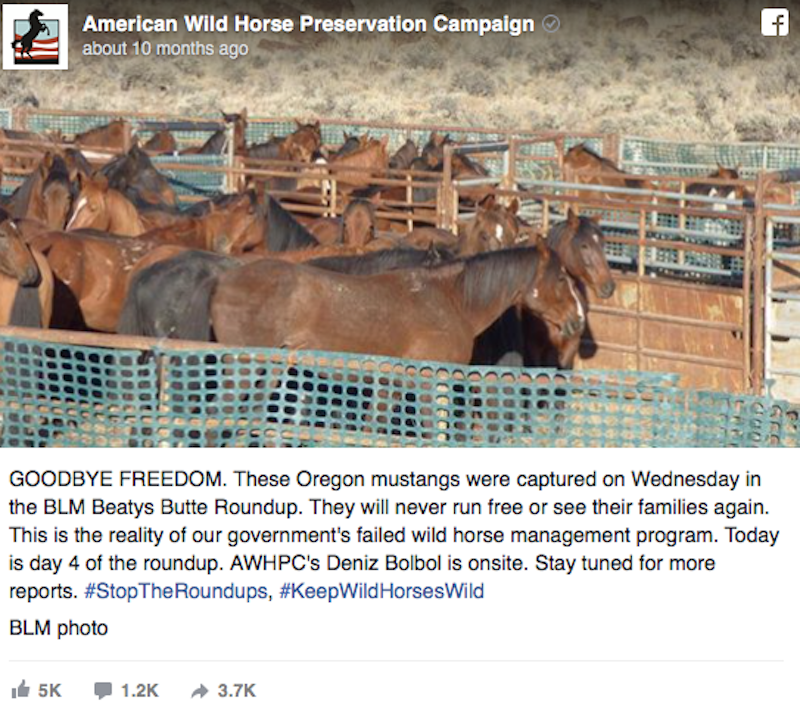 American Wild Horse Preservation Campaign
about 10 months ago
GOODBYE FREEDOM. These Oregon mustangs were captured on Wednesday in
the BLM Beatys Butte Roundup. They will never run free or see their families again.
This is the reality of our government's failed wild horse management program. Today
is day 4 of the roundup. AWHPC's Deniz Bolbol is onsite. Stay tuned for more
reports. #StopTheRoundups, #KeepWildHorsesWild
BLM photo
5K 1.2K 3.7K